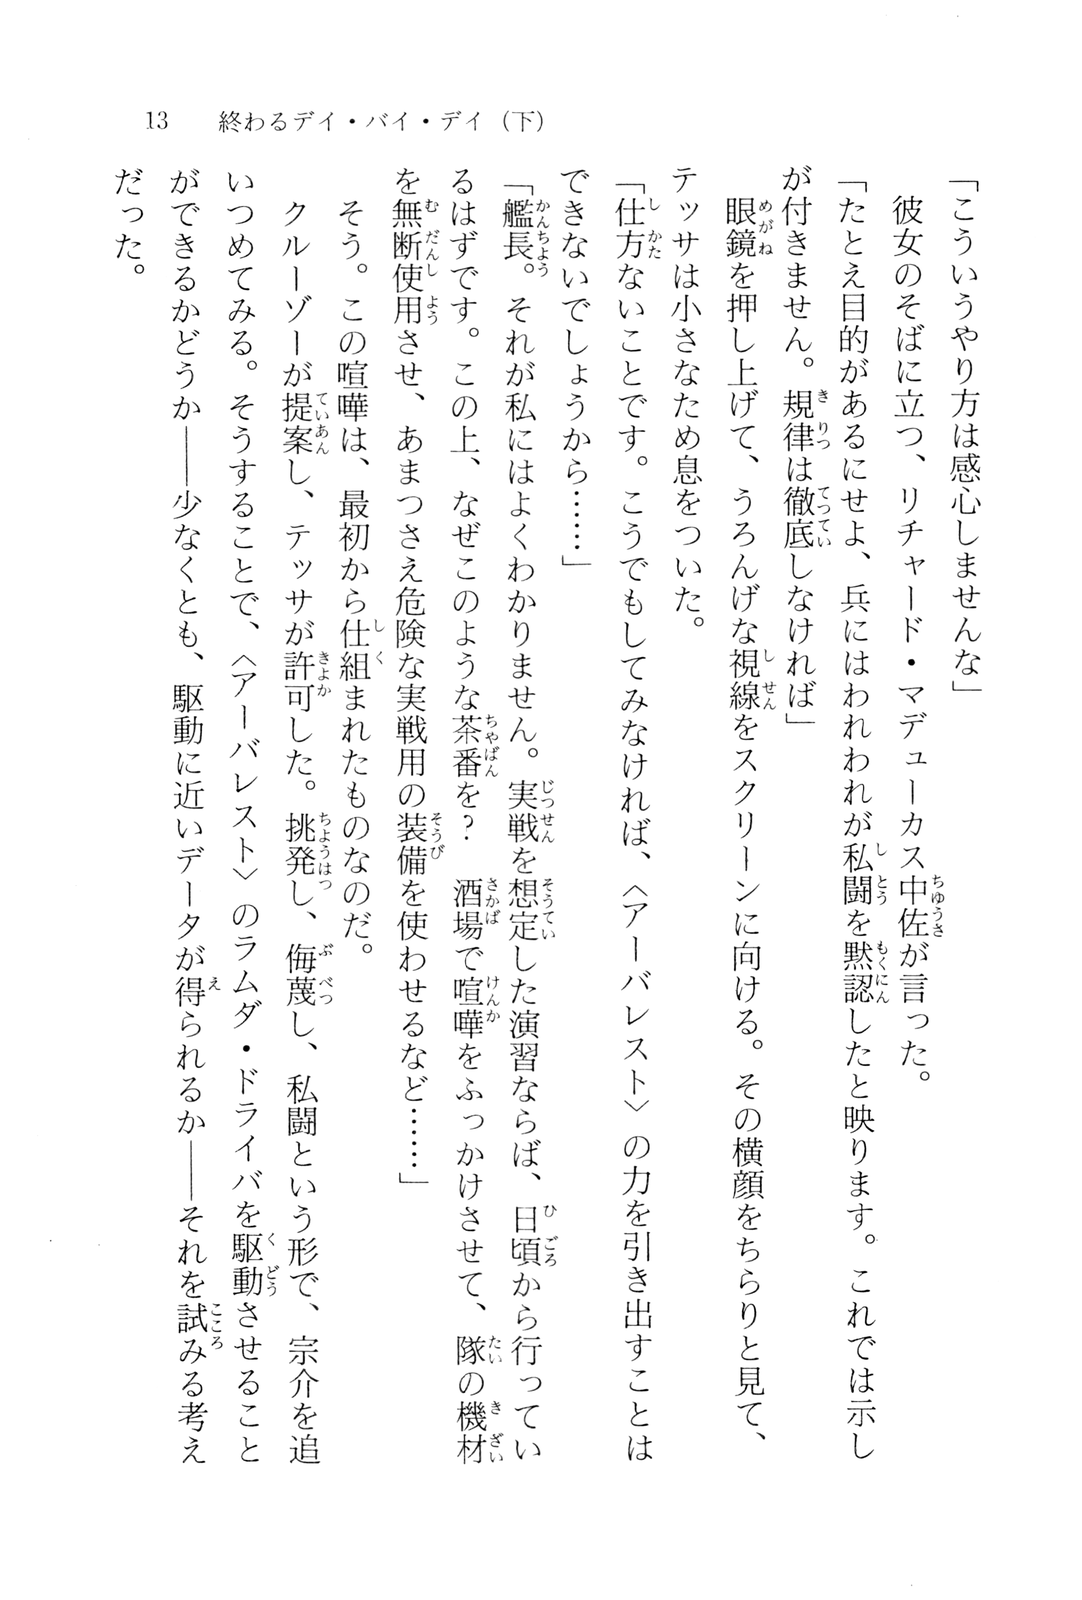 13　終わるデイ・バイ・デイ（下）
「こういうやり方は感心しませんな」
　彼女のそばに立つ、リチャード・マデューカス中佐が言った。
「たとえ目的があるにせよ、兵にはわれわれが私闘を黙認したと映ります。これでは示し
が付きません。規律は徹底しなければ」
　眼鏡を押し上げて、うろんげな視線をスクリーンに向ける。その横顔をちらりと見て、
テッサは小さなため息をついた。
「仕方ないことです。こうでもしてみなければ、〈アーバレスト〉の力を引き出すことは
できないでしょうから……」
「艦長。それが私にはよくわかりません。実戦を想定した演習ならば、日頃から行ってい
るはずです。この上、なぜこのような茶番を？　酒場で喧嘩をふっかけさせて、隊の機材
を無断使用させ、あまつさえ危険な実戦用の装備を使わせるなど……」
　そう。この喧嘩は、最初から仕組まれたものなのだ。
　クルーゾーが提案し、テッサが許可した。挑発し、侮蔑し、私闘という形で、宗介を追
いつめてみる。そうすることで、〈アーバレスト〉のラムダ・ドライバを駆動させること
ができるかどうか――少なくとも、駆動に近いデータが得られるか――それを試みる考え
だった。